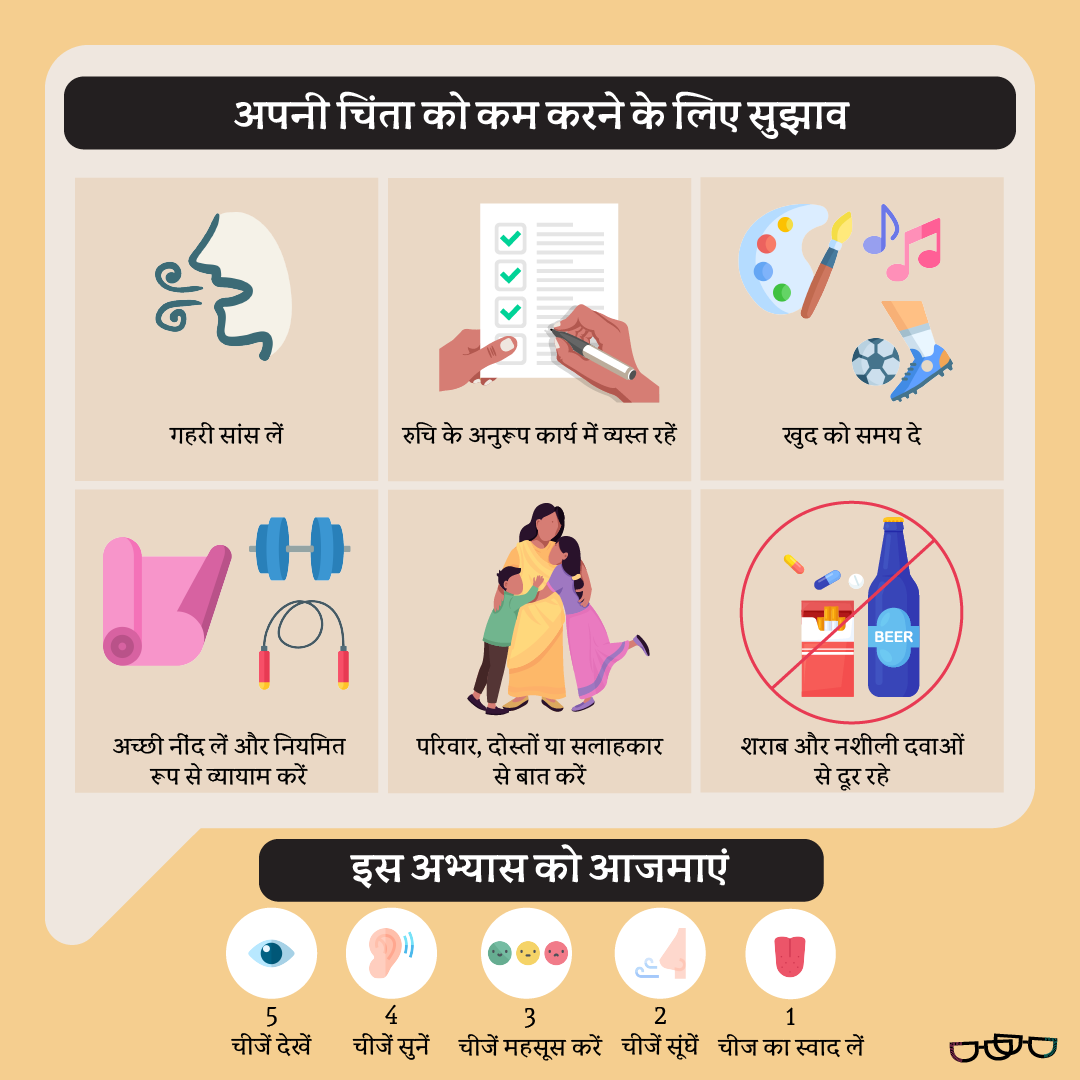 अपनी चिंता को कम करने के लिए सुझाव
गहरी सांस लें
रुचि के अनुरूप कार्य में व्यस्त रहें
खुद को समय दे
BEER
अच्छी नींद लें और नियमित
रूप से व्यायाम करें
परिवार, दोस्तों या सलाहकार
से बात करें
शराब और नशीली दवाओं
से दूर रहे
इस अभ्यास को आजमाएं
5
चीजें देखें
4
चीजें सुनें
3
चीजें महसूस करें
2
चीजें सूंघें
1
चीज का स्वाद लें